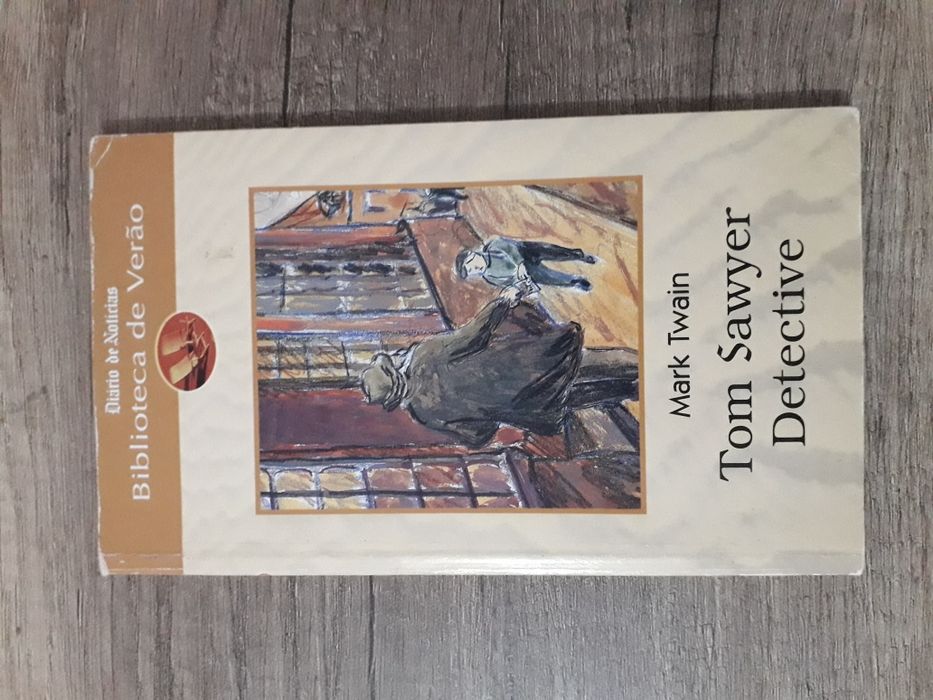 Diário de Notícias
Biblioteca de Verão
Mark Twain
Tom Sawyer
Detective